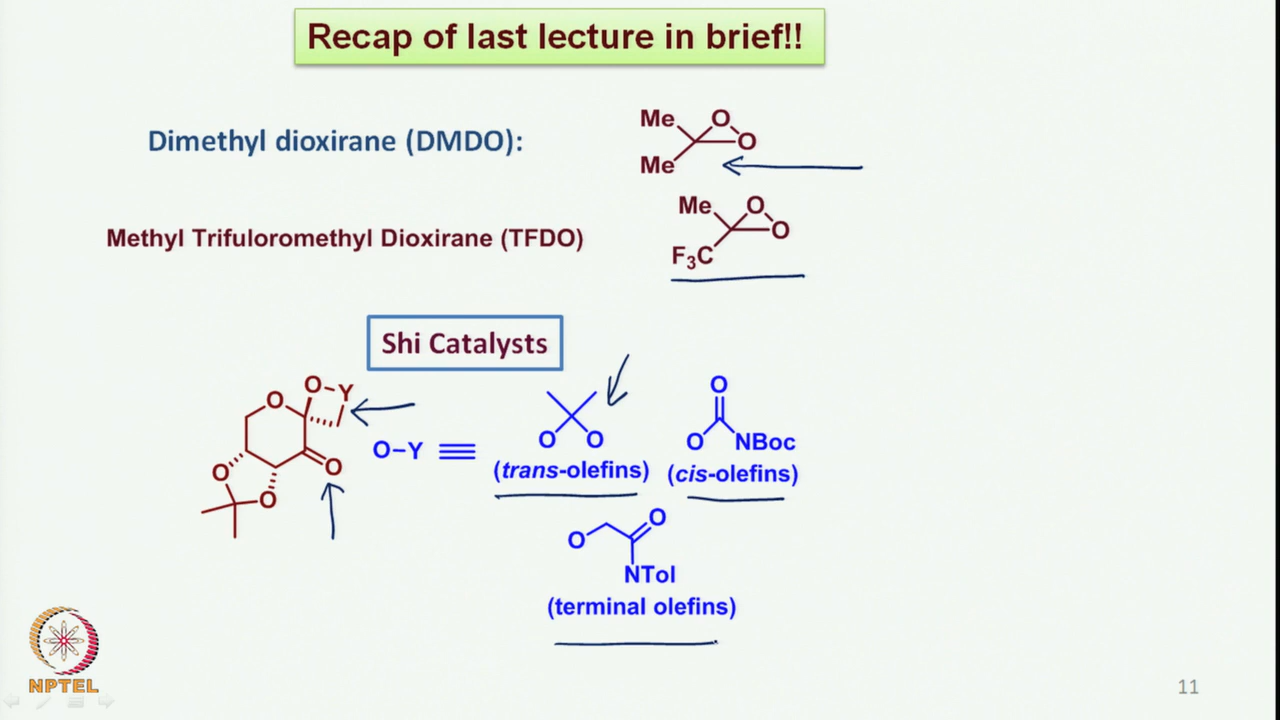 Recap of last lecture in brief!!
Dimethyl dioxirane (DMDO):
Me O
O
Me
Methyl Trifuloromethyl Dioxirane (TFDO)
Me O
O
F3C
Shi Catalysts
O O-Y
O
O
O
O-Y ≡
O O
(trans-olefins)
O
O NBoc
(cis-olefins)
O O
NTol
(terminal olefins)
NPTEL
11